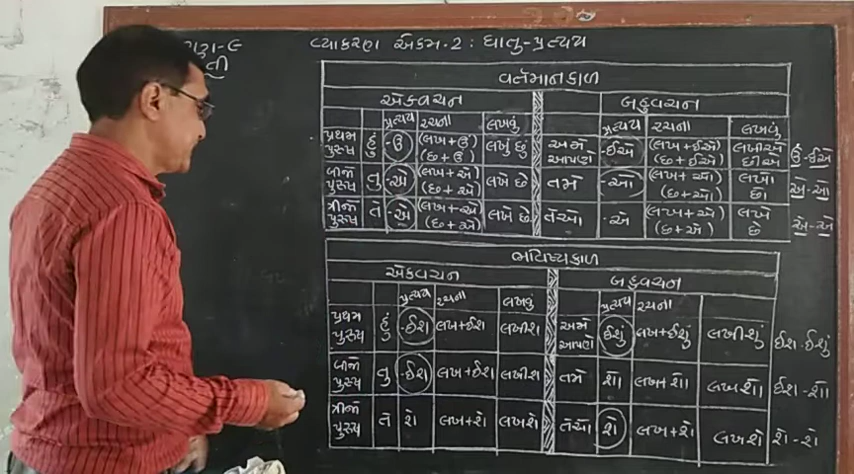 વ્યાકરણ એકમ-2 : ધાતુ-પ્રત્યય
વર્તમાનકાળ
એકવચન બહુવચન
પ્રત્યય રચના લખવું પ્રત્યય રચના લખવું
પ્રથમ પુરુષ હું -ઉં (લખ+ઉં) (છ+ઉં) લખું છું અમે આપણે -ઈએ (લખ+ઈએ) (છ+ઈએ) લખીએ છીએ ઉં-ઈએ
બીજો પુરુષ તુ -એ (લખ+એ) (છ+એ) લખે છે તમે -ઓ (લખ+ઓ) (છ+ઓ) લખો છો એ-ઓ
ત્રીજો પુરુષ તે -એ (લખ+એ) (છ+એ) લખે છે તેઓ -એ (લખ+એ) (છ+એ) લખે છે એ-એ
ભવિષ્યકાળ
એકવચન બહુવચન
પ્રત્યય રચના લખવું પ્રત્યય રચના
પ્રથમ પુરુષ હું -ઈશ લખ+ઈશ લખીશ અમે આપણે ઈશું લખ+ઈશું લખીશું ઈશ-ઈશું
બીજો પુરુષ તુ -ઈશ લખ+ઈશ લખીશ તમે શો લખ+શો લખશો ઈશ-શો
ત્રીજો પુરુષ તે શે લખ+શે લખશે તેઓ શે લખ+શે લખશે શે-શે